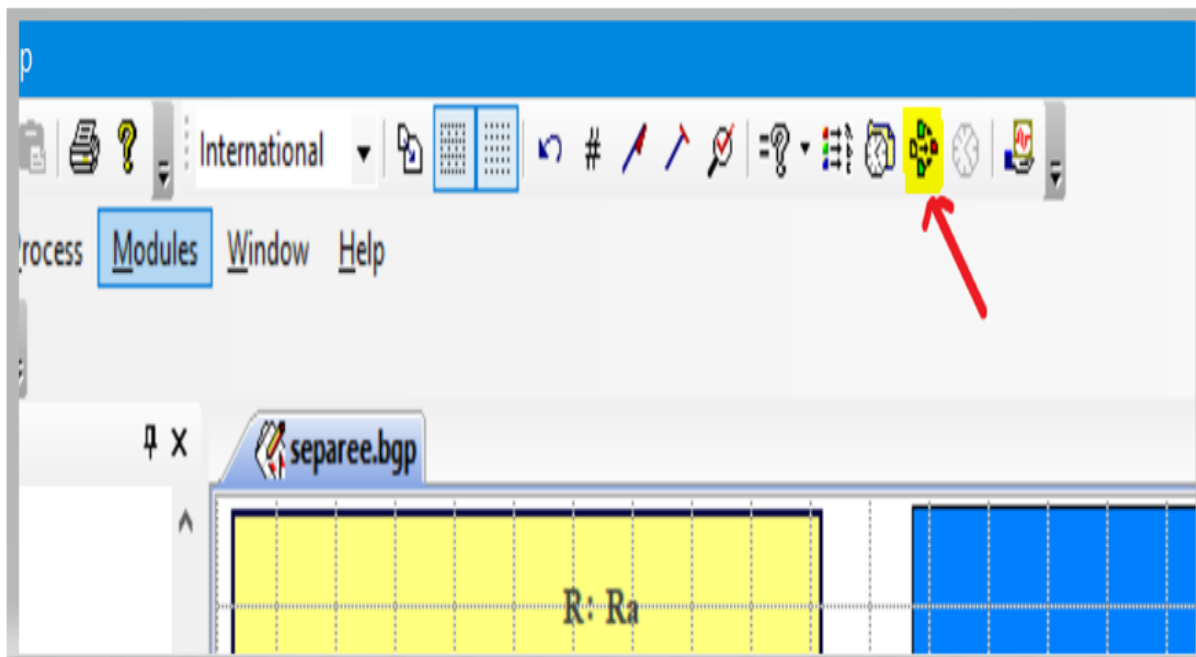 p
International
rocess Modules Window Help
separee.bgp
R: Ra